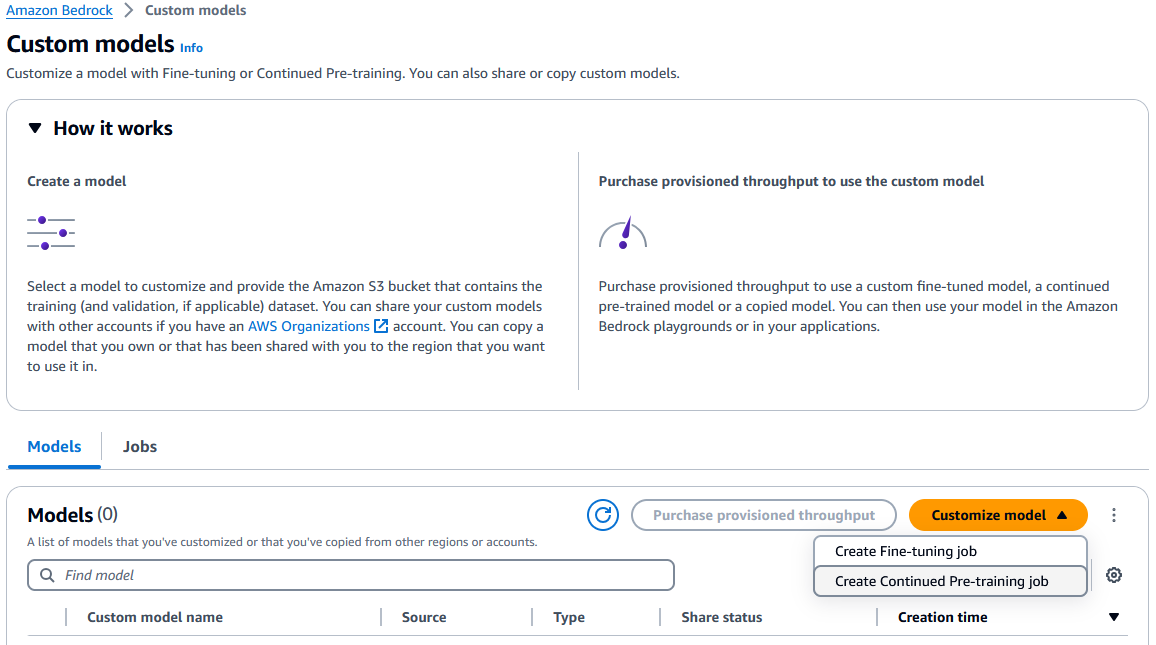 Amazon Bedrock > Custom models
Custom models Info
Customize a model with Fine-tuning or Continued Pre-training. You can also share or copy custom models.
How it works
Create a model
Select a model to customize and provide the Amazon S3 bucket that contains the
training (and validation, if applicable) dataset. You can share your custom models
with other accounts if you have an AWS Organizations account. You can copy a
model that you own or that has been shared with you to the region that you want
to use it in.
Purchase provisioned throughput to use the custom model
Purchase provisioned throughput to use a custom fine-tuned model, a continued
pre-trained model or a copied model. You can then use your model in the Amazon
Bedrock playgrounds or in your applications.
Models Jobs
Models (0)
Purchase provisioned throughput
Customize model
A list of models that you've customized or that you've copied from other regions or accounts.
Create Fine-tuning job
Create Continued Pre-training job
Find model
Custom model name Source Type Share status Creation time